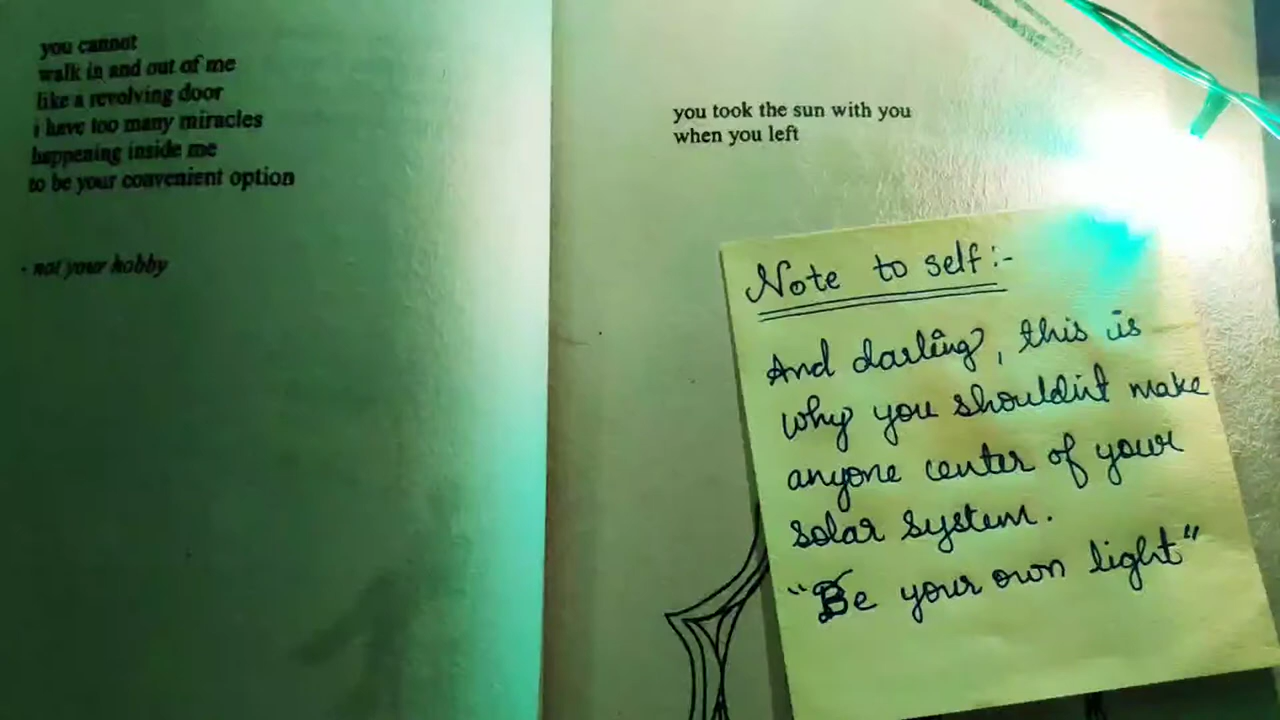 you cannot
walk in and out of me
like a revolving door
i have too many miracles
happening inside me
to be your convenient option
- not your hobby
you took the sun with you
when you left
Note to self:-
And darling, this is
why you shouldn't make
anyone center of your
solar system.
"Be your own light"